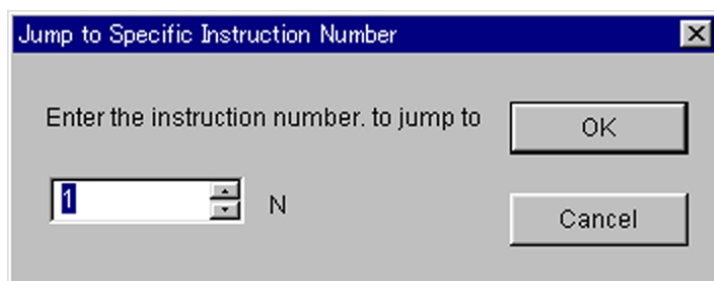 Jump to Specific Instruction Number
Enter the instruction number. to jump to
OK
1
N
Cancel